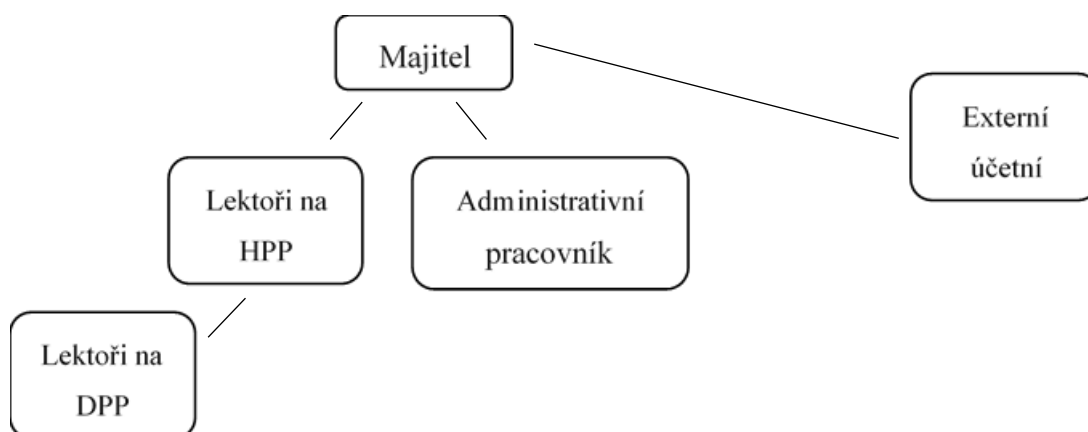 Majitel
Externí
účetní
Lektoři na
HPP
Administrativní
pracovník
Lektoři na
DPP